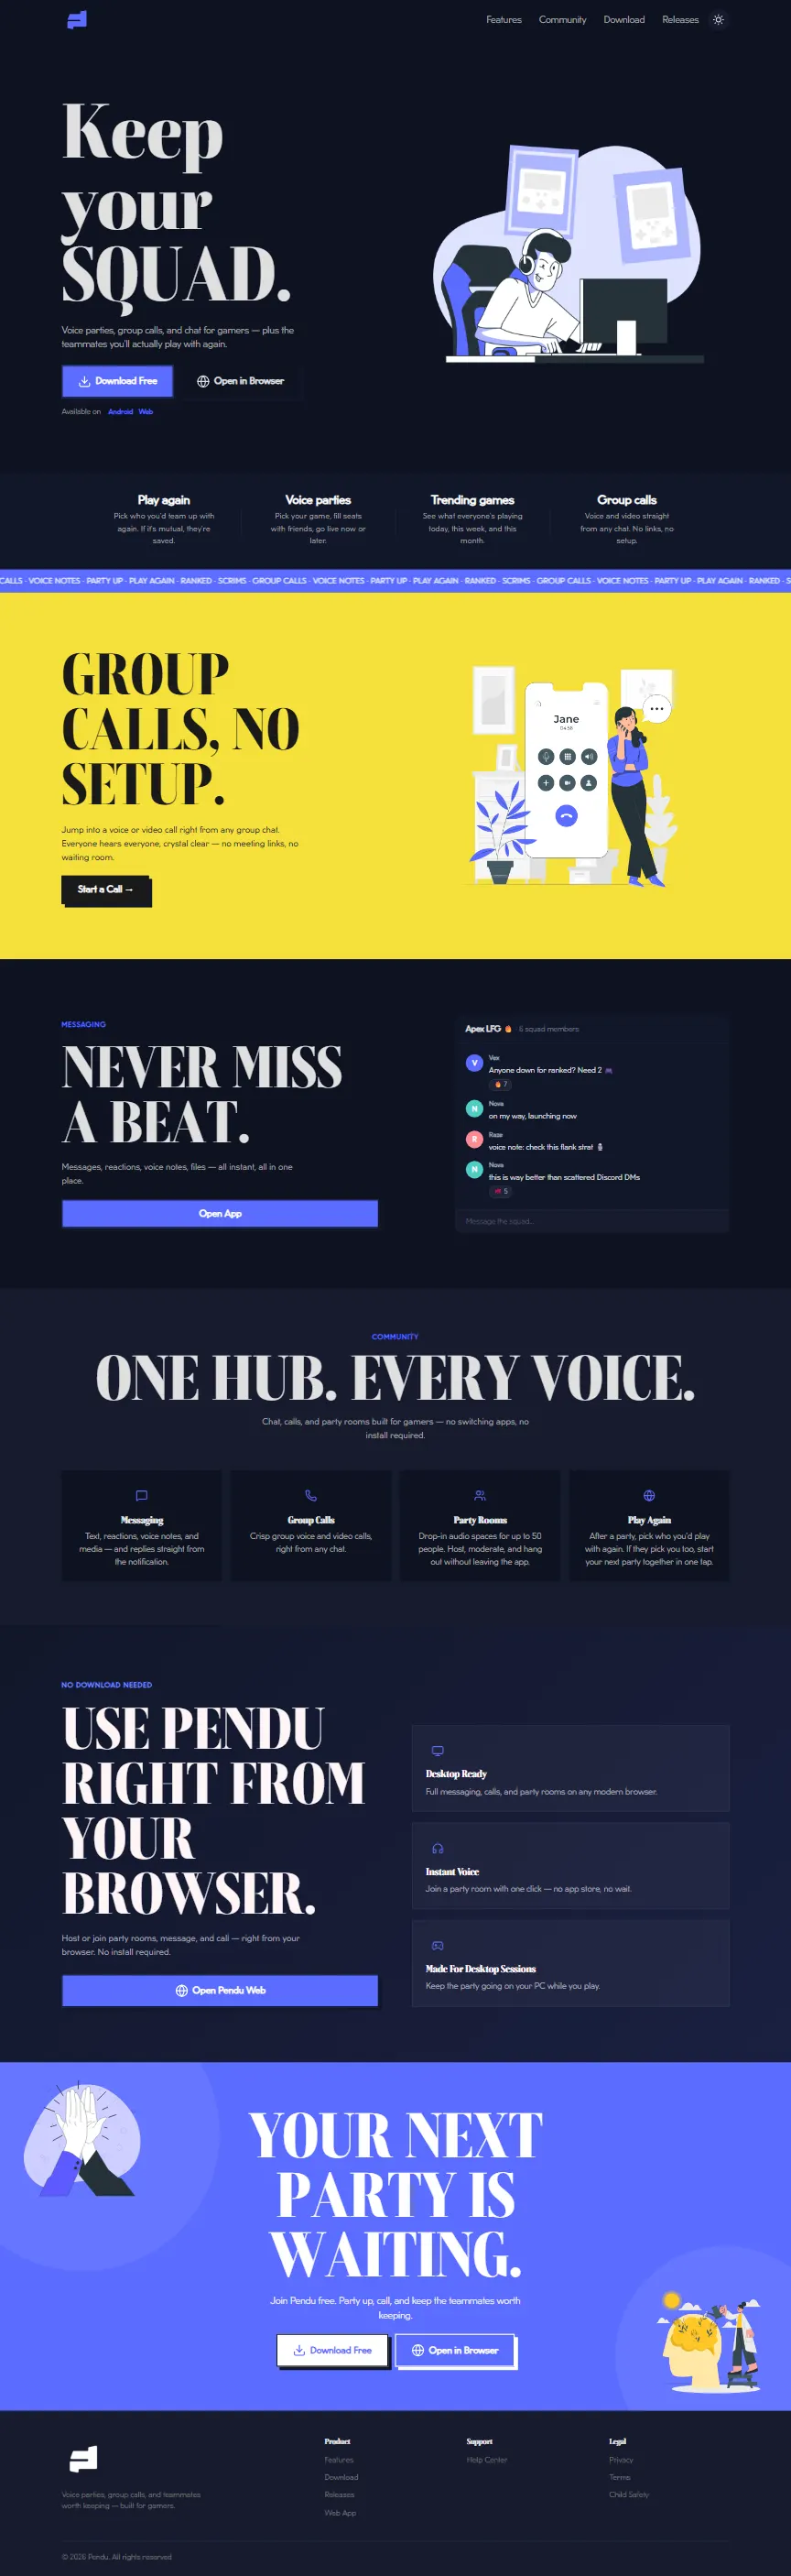 Features Community Download Releases
Keep
your
SQUAD.
Voice parties, group calls, and chat for gamers — plus the
teammates you'll actually play with again.
Download Free
Open in Browser
Available on Android Web
Play again
Pick who'd you team up with
again. If it's mutual, they're
saved.
Voice parties
Pick your game, fill seats
with friends, go live now or
later.
Trending games
See what everyone's playing
today, this week, and this
month.
Group calls
Voice and video straight
from any chat. No links, no
setup.
CALLS · VOICE NOTES · PARTY UP · PLAY AGAIN · RANKED · SCRIMS · GROUP CALLS · VOICE NOTES · PARTY UP · PLAY AGAIN · RANKED · SCRIMS · GROUP CALLS · VOICE NOTES · PARTY UP · PLAY AGAIN · RANKED · S
GROUP
CALLS, NO
SETUP.
Jump into a voice or video call right from any group chat.
Everyone hears everyone, crystal clear — no meeting links, no
waiting room.
Start a Call →
Jane
MESSAGING
NEVER MISS
A BEAT.
Messages, reactions, voice notes, files — all instant, all in one
place.
Open App
Apex LFG 🔥 · 6 squad members
V
Vex
Anyone down for ranked? Need 2 🎮
🔥 7
N
Nova
on my way, launching now
R
Raze
voice note: check this flank strat 🎙️
N
Nova
this is way better than scattered Discord DMs
5
Message the squad...
COMMUNITY
ONE HUB. EVERY VOICE.
Chat, calls, and party rooms built for gamers — no switching apps, no
install required.
Messaging
Text, reactions, voice notes, and
media — and replies straight from
the notification.
Group Calls
Crisp group voice and video calls,
right from any chat.
Party Rooms
Drop-in audio spaces for up to 50
people. Host, moderate, and hang
out without leaving the app.
Play Again
After a party, pick who you'd play
with again. If they pick you too, start
your next party together in one tap.
NO DOWNLOAD NEEDED
USE PENDU
RIGHT FROM
YOUR
BROWSER.
Host or join party rooms, message, and call — right from your
browser. No install required.
Open Pendu Web
Desktop Ready
Full messaging, calls, and party rooms on any modern browser.
Instant Voice
Join a party room with one click — no app store, no wait.
Made For Desktop Sessions
Keep the party going on your PC while you play.
YOUR NEXT
PARTY IS
WAITING.
Join Pendu free. Party up, call, and keep the teammates worth
keeping.
Download Free
Open in Browser
Voice parties, group calls, and teammates
worth keeping — built for gamers.
Product
Features
Download
Releases
Web App
Support
Help Center
Legal
Privacy
Terms
Child Safety
© 2026 Pendu. All rights reserved